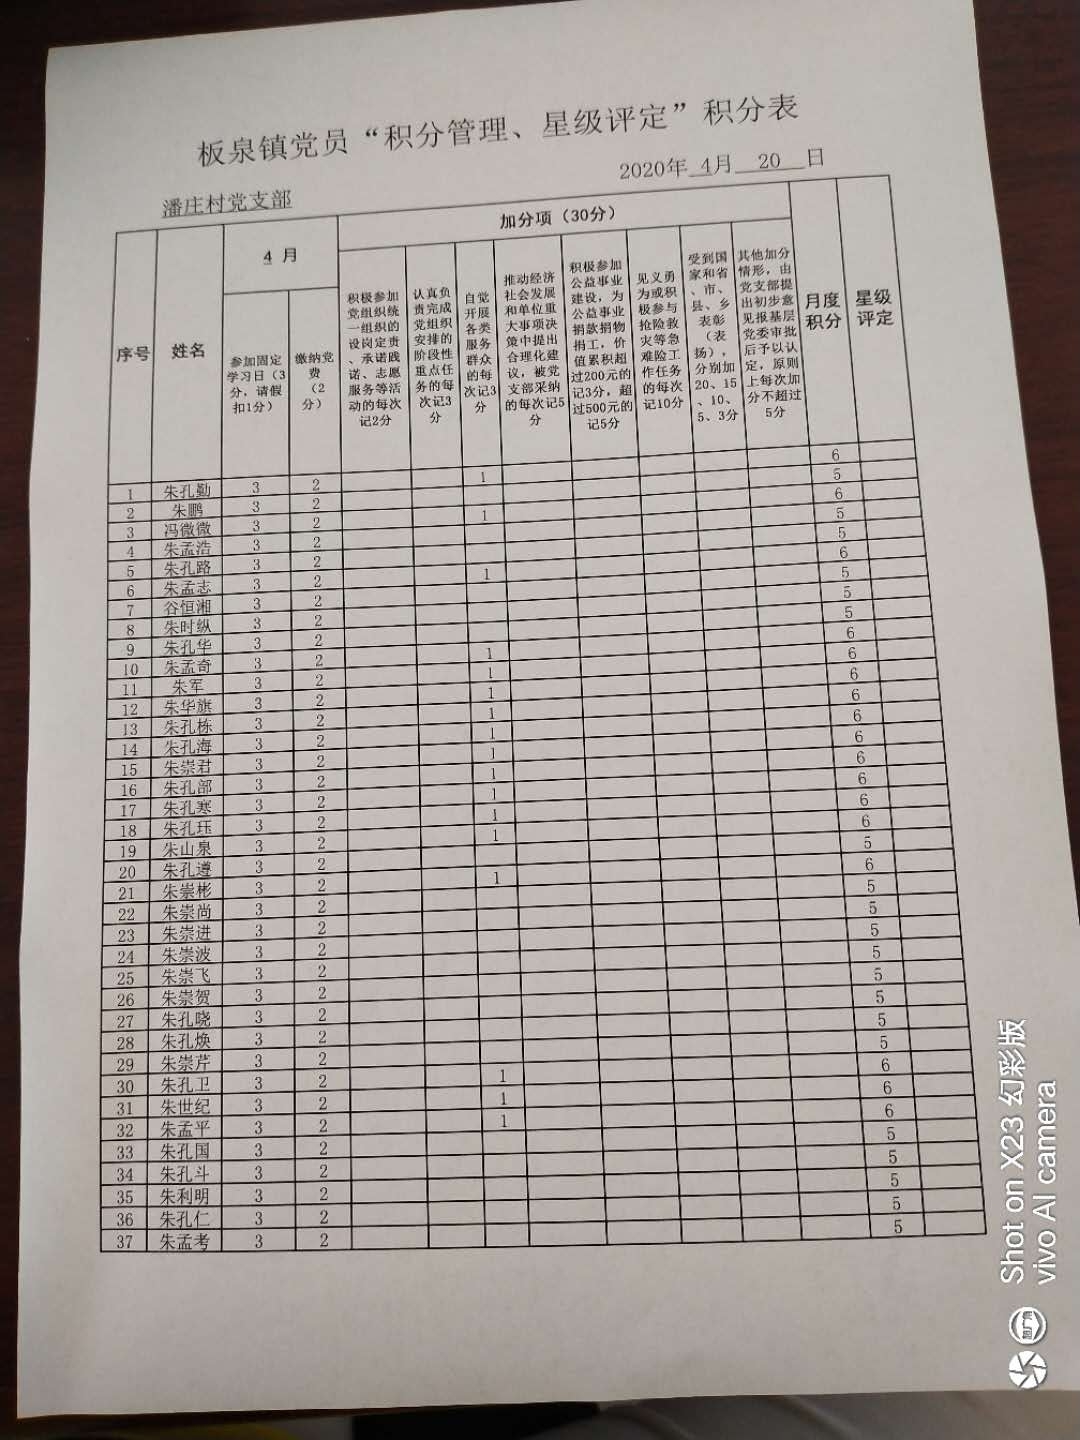 板泉镇党员“积分管理、星级评定”积分表
潘庄村党支部 2020年 4月 20 日
序号 姓名 4 月 加分项（30分） 月度积分 星级评定
参加固定学习日（3分，请假扣1分）
缴纳党费（2分）
积极参加党组织统一组织的设岗定责、承诺践诺、志愿服务等活动的每次记2分
认真负责完成党组织安排的阶段性重点任务的每次记3分
自觉开展各类服务群众的每次记3分
推动经济社会发展和单位重大事项决策中提出合理化建议，被党支部采纳的每次记5分
积极参加公益事业建设，为公益事业捐款捐物捐工，价值累积超过200元的记3分，超过500元的记5分
见义勇为或积极参与抢险救灾等急难险工作任务的每次记10分
受到国家和省、市、县、乡表彰（表扬），分别加20、15、10、5、3分
其他加分情形，由党支部提出初步意见报基层党委审批后予以认定，原则上每次加分不超过5分
1 朱孔勤 3 2 1 6
2 朱鹏 3 2 5
3 冯微微 3 2 1 6
4 朱孟浩 3 2 5
5 朱孔路 3 2 5
6 朱孟志 3 2 1 6
7 谷恒湘 3 2 5
8 朱时纵 3 2 5
9 朱孔华 3 2 5
10 朱孟奇 3 2 1 6
11 朱军 3 2 1 6
12 朱华旗 3 2 1 6
13 朱孔栋 3 2 1 6
14 朱孔海 3 2 1 6
15 朱崇君 3 2 1 6
16 朱孔部 3 2 1 6
17 朱孔寒 3 2 1 6
18 朱孔珏 3 2 1 6
19 朱山泉 3 2 1 6
20 朱孔遵 3 2 5
21 朱崇彬 3 2 1 6
22 朱崇尚 3 2 5
23 朱崇进 3 2 5
24 朱崇波 3 2 5
25 朱崇飞 3 2 5
26 朱崇贺 3 2 5
27 朱孔晓 3 2 5
28 朱孔焕 3 2 5
29 朱崇芹 3 2 5
30 朱孔卫 3 2 1 6
31 朱世纪 3 2 1 6
32 朱孟平 3 2 1 6
33 朱孔国 3 2 5
34 朱孔斗 3 2 5
35 朱利明 3 2 5
36 朱孔仁 3 2 5
37 朱孟考 3 2 5
Shot on X23 幻彩版
vivo AI camera
超广角